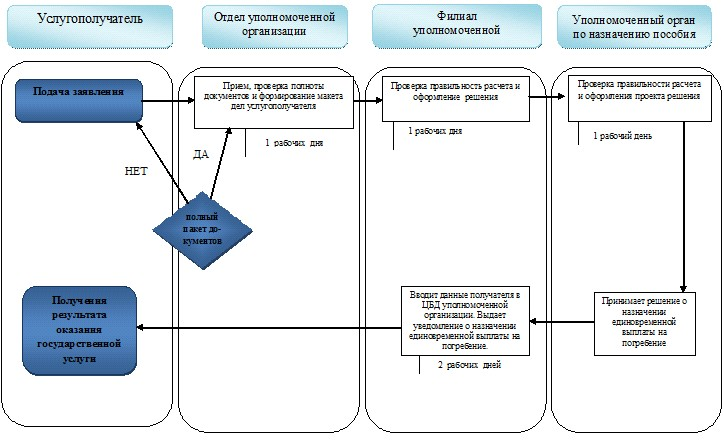 Услугополучатель
Отдел уполномоченной
организации
Филиал
уполномоченной
Уполномоченный орган
по назначению пособия
Подача заявления
Прием, проверка полноты
документов и формирование макета
дел услугополучателя
1 рабочих дня
Проверка правильность расчета и
оформление решения
1 рабочих дня
Проверка правильности расчета
и оформления проекта решения
1 рабочий день
НЕТ
ДА
полный
пакет до-
кументов
Получения
результата
оказания
государственной
услуги
Вводит данные получателя в
ЦБД уполномоченной
организации. Выдает
уведомление о назначении
единовременной выплаты на
погребение.
2 рабочих дней
Принимает решение о
назначении
единовременной
выплаты на
погребение